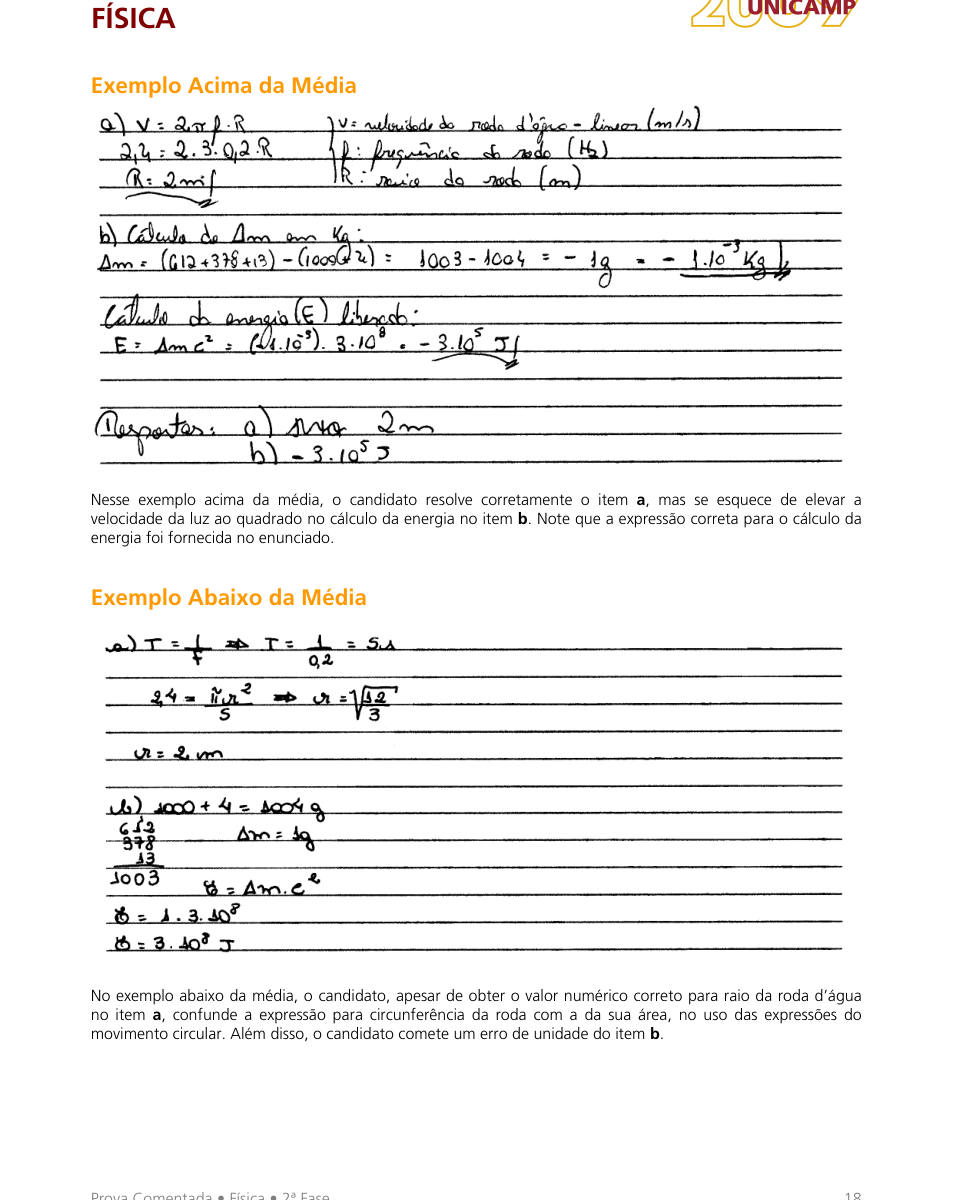 FÍSICA
2009
UNICAMP
Exemplo Acima da Média
a) V = 2.π f.R
V = velocidade da roda d'água - linear (m/s)
2,4 = 2.3.0,2.R
f: frequência da roda (Hz)
R = 2m
R: raio da roda (m)
b) Cálculo de Δm em Kg:
Δm = (612+378+13) - (1000+4) = 1003 - 1004 = - 1g = - 1.10⁻³ Kg
Cálculo da energia (E) liberada:
E = Δm c² = (-1.10⁻³). 3.10⁸ = - 3.10⁵ J
Respostas: a) 2m
b) - 3.10⁵ J
Nesse exemplo acima da média, o candidato resolve corretamente o item a, mas se esquece de elevar a
velocidade da luz ao quadrado no cálculo da energia no item b. Note que a expressão correta para o cálculo da
energia foi fornecida no enunciado.
Exemplo Abaixo da Média
a) T = 1/f ⇒ T = 1/0,2 = 5s
2,4 = πr²/5 ⇒ r = √12/3
r = 2 m
b) 1000 + 4 = 1004 g
612
378
13
1003
Δm = 1g
E = Δm.c²
E = 1.3.10⁸
E = 3.10⁸ J
No exemplo abaixo da média, o candidato, apesar de obter o valor numérico correto para raio da roda d'água
no item a, confunde a expressão para circunferência da roda com a da sua área, no uso das expressões do
movimento circular. Além disso, o candidato comete um erro de unidade do item b.
Prova Comentada • Física • 2ª Fase
18